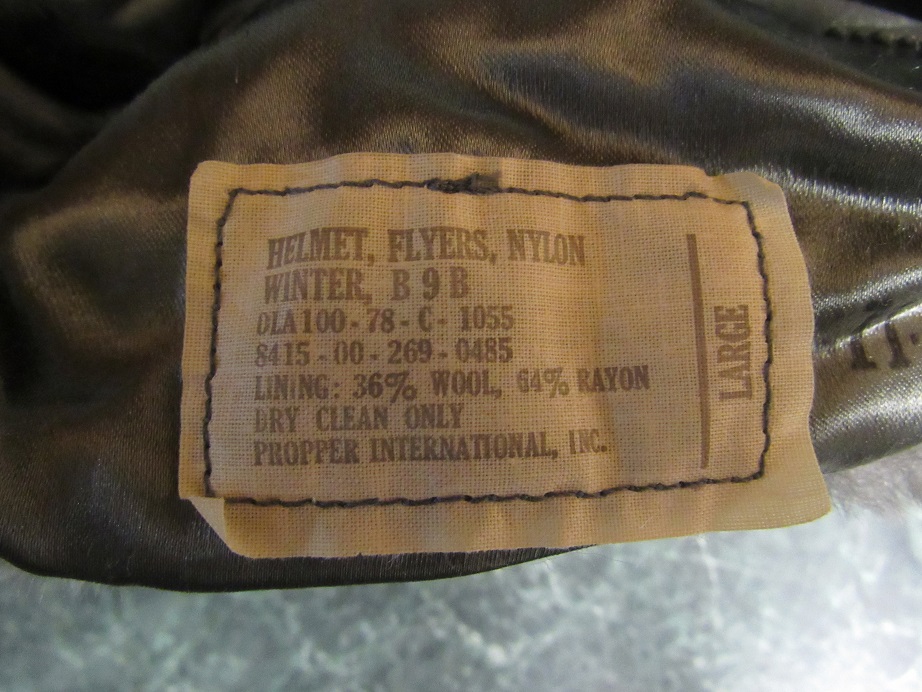 HELMET, FLYERS, NYLON
WINTER, B 9 B
DLA100-78-C-1055
8415-00-269-0485
LINING: 36% WOOL, 64% RAYON
DRY CLEAN ONLY
PROPPER INTERNATIONAL, INC.
LARGE